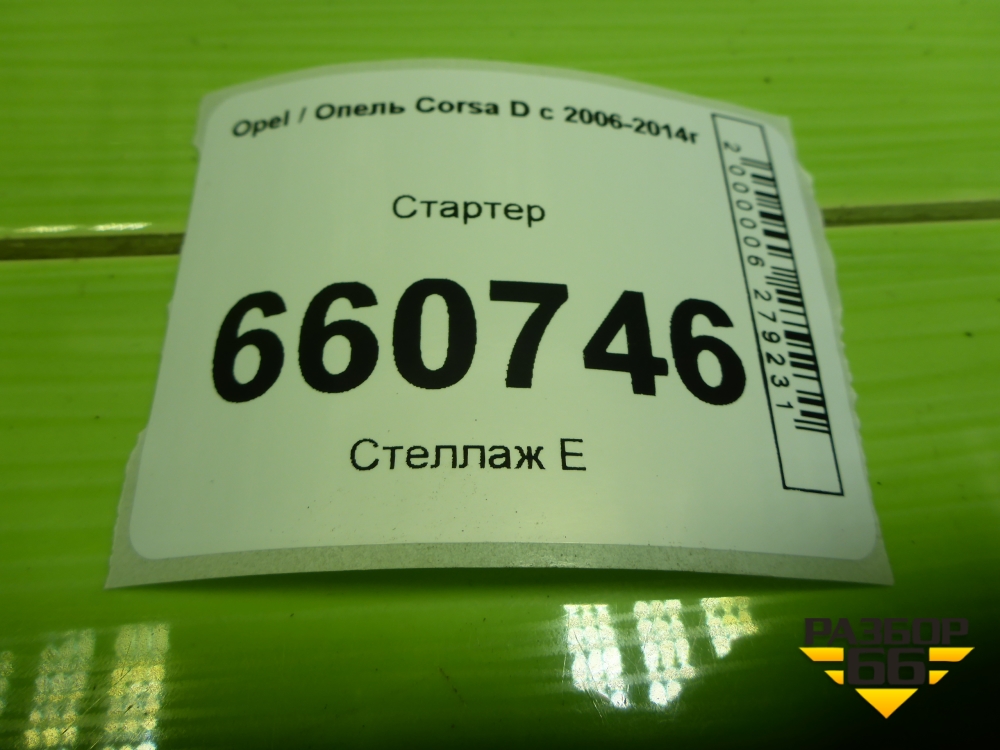 Opel / Опель Corsa D с 2006-2014г
Стартер
660746
Стеллаж Е
2000006279231
РАЗБОР
66